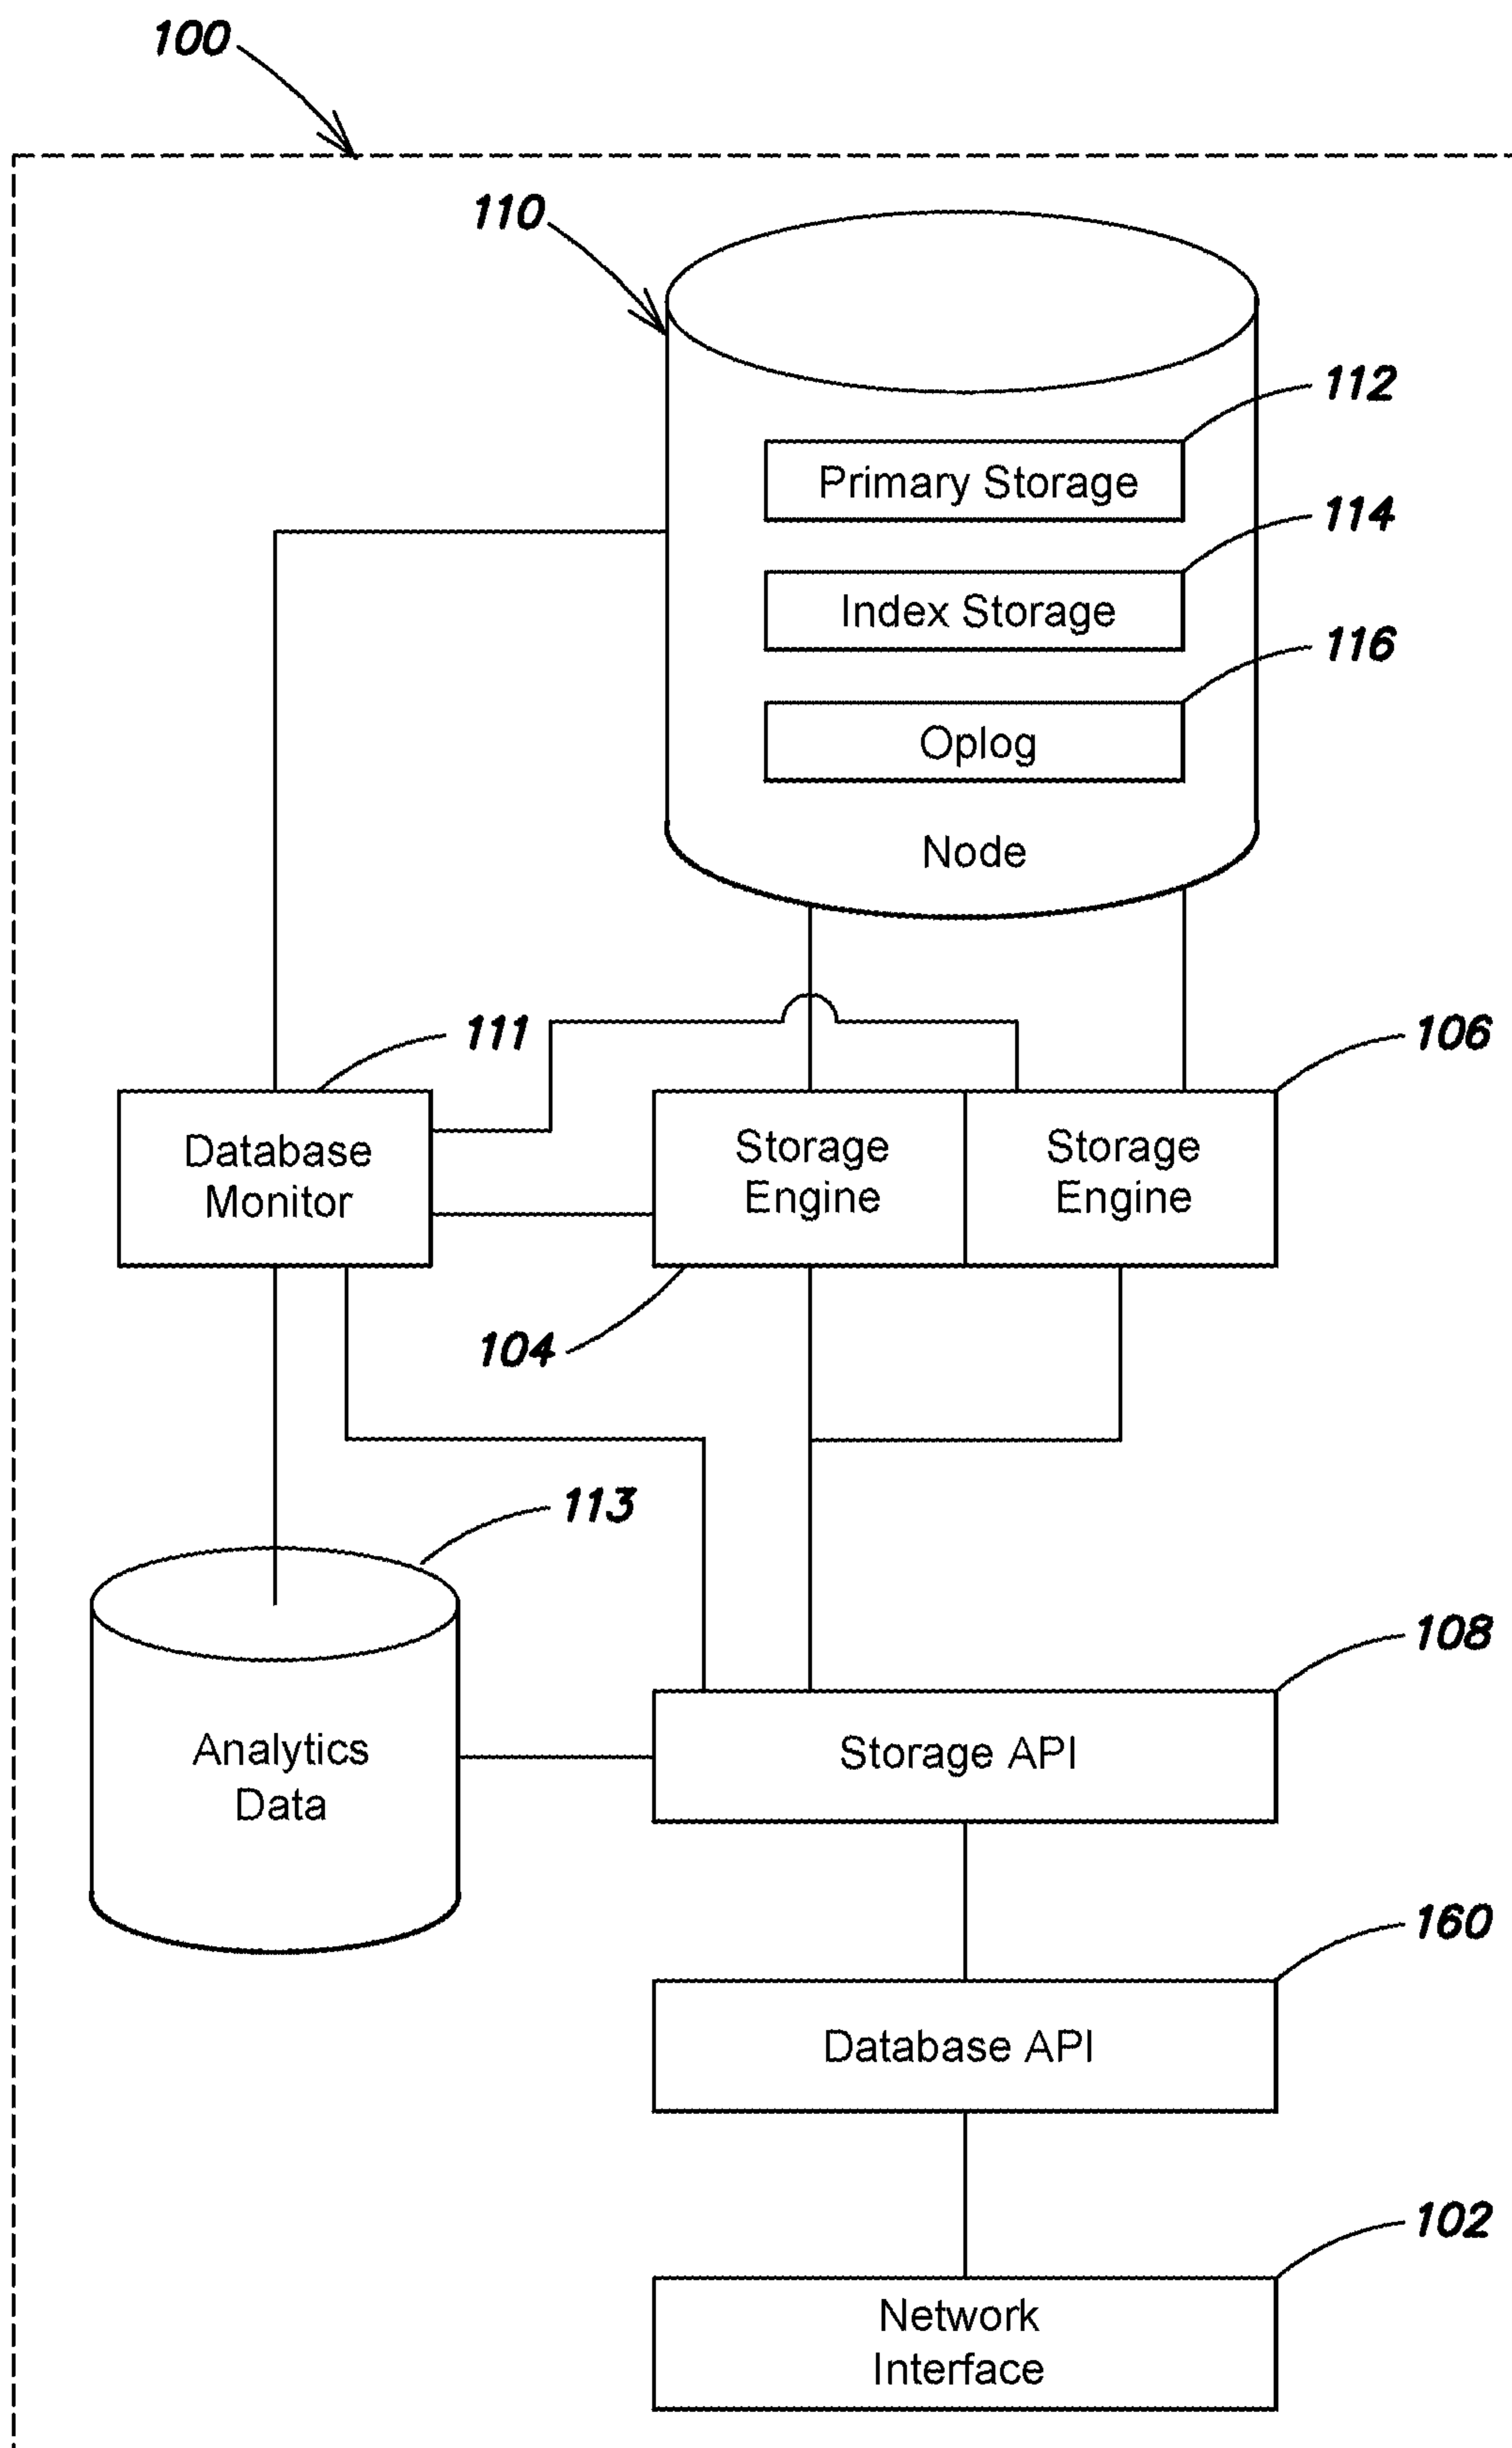 100
110
112
Primary Storage
114
Index Storage
116
Oplog
Node
111
106
Database
Monitor
Storage
Engine
Storage
Engine
104
113
108
Analytics
Data
Storage API
160
Database API
102
Network
Interface